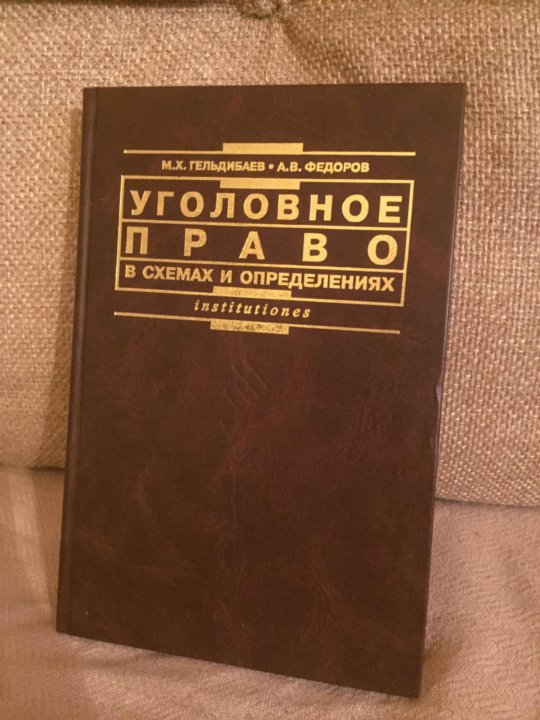 М.Х. ГЕЛЬДИБАЕВ • А.В. ФЕДОРОВ
УГОЛОВНОЕ
ПРАВО
В СХЕМАХ И ОПРЕДЕЛЕНИЯХ
institutiones